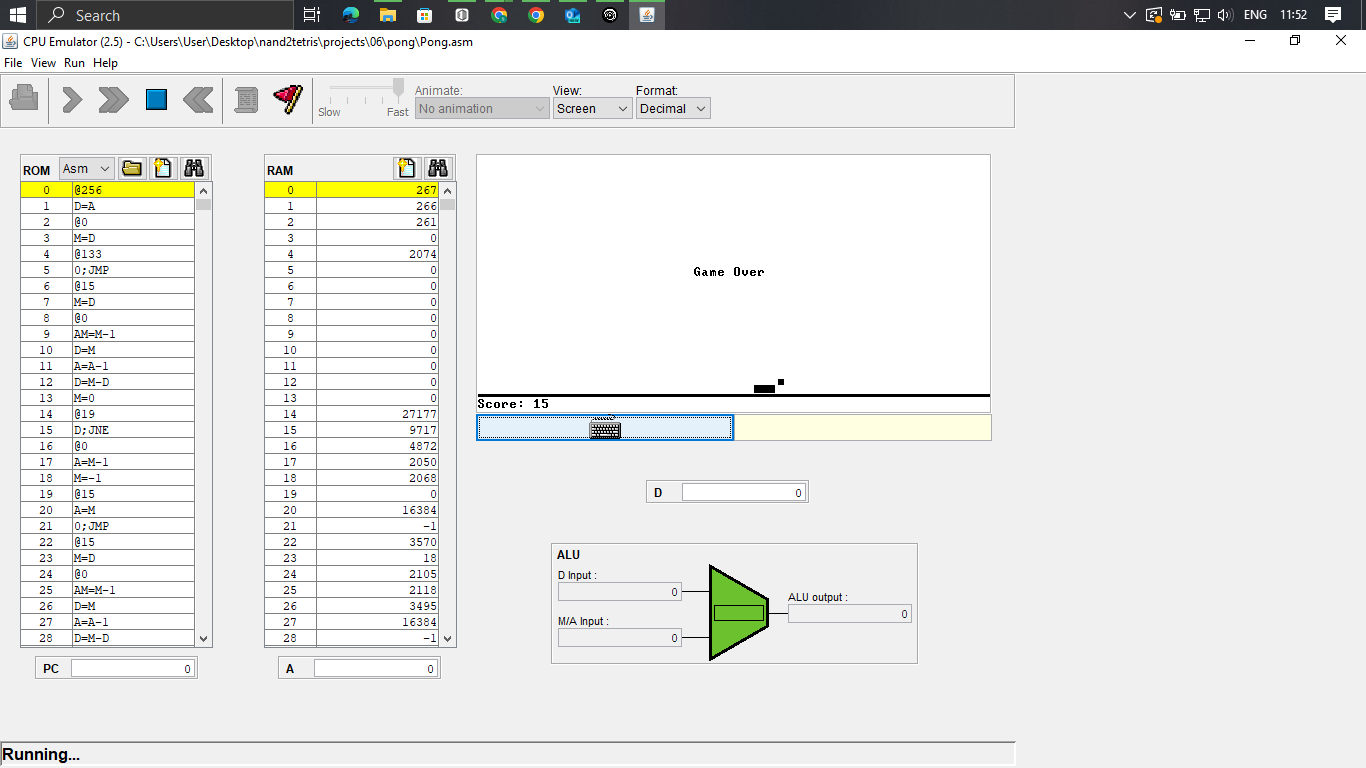 Search
ENG 11:52
CPU Emulator (2.5) - C:\Users\User\Desktop\nand2tetris\projects\06\pong\Pong.asm
File View Run Help
Slow Fast
Animate:
No animation
View:
Screen
Format:
Decimal
ROM Asm
0 @256
1 D=A
2 @0
3 M=D
4 @133
5 0;JMP
6 @15
7 M=D
8 @0
9 AM=M-1
10 D=M
11 A=A-1
12 D=M-D
13 M=0
14 @19
15 D;JNE
16 @0
17 A=M-1
18 M=-1
19 @15
20 A=M
21 0;JMP
22 @15
23 M=D
24 @0
25 AM=M-1
26 D=M
27 A=A-1
28 D=M-D
PC 0
RAM
0 267
1 266
2 261
3 0
4 2074
5 0
6 0
7 0
8 0
9 0
10 0
11 0
12 0
13 0
14 27177
15 9717
16 4872
17 2050
18 2068
19 0
20 16384
21 -1
22 3570
23 18
24 2105
25 2118
26 3495
27 16384
28 -1
A 0
Game Over
Score: 15
D 0
ALU
D Input :
0
M/A Input :
0
ALU output :
0
Running...